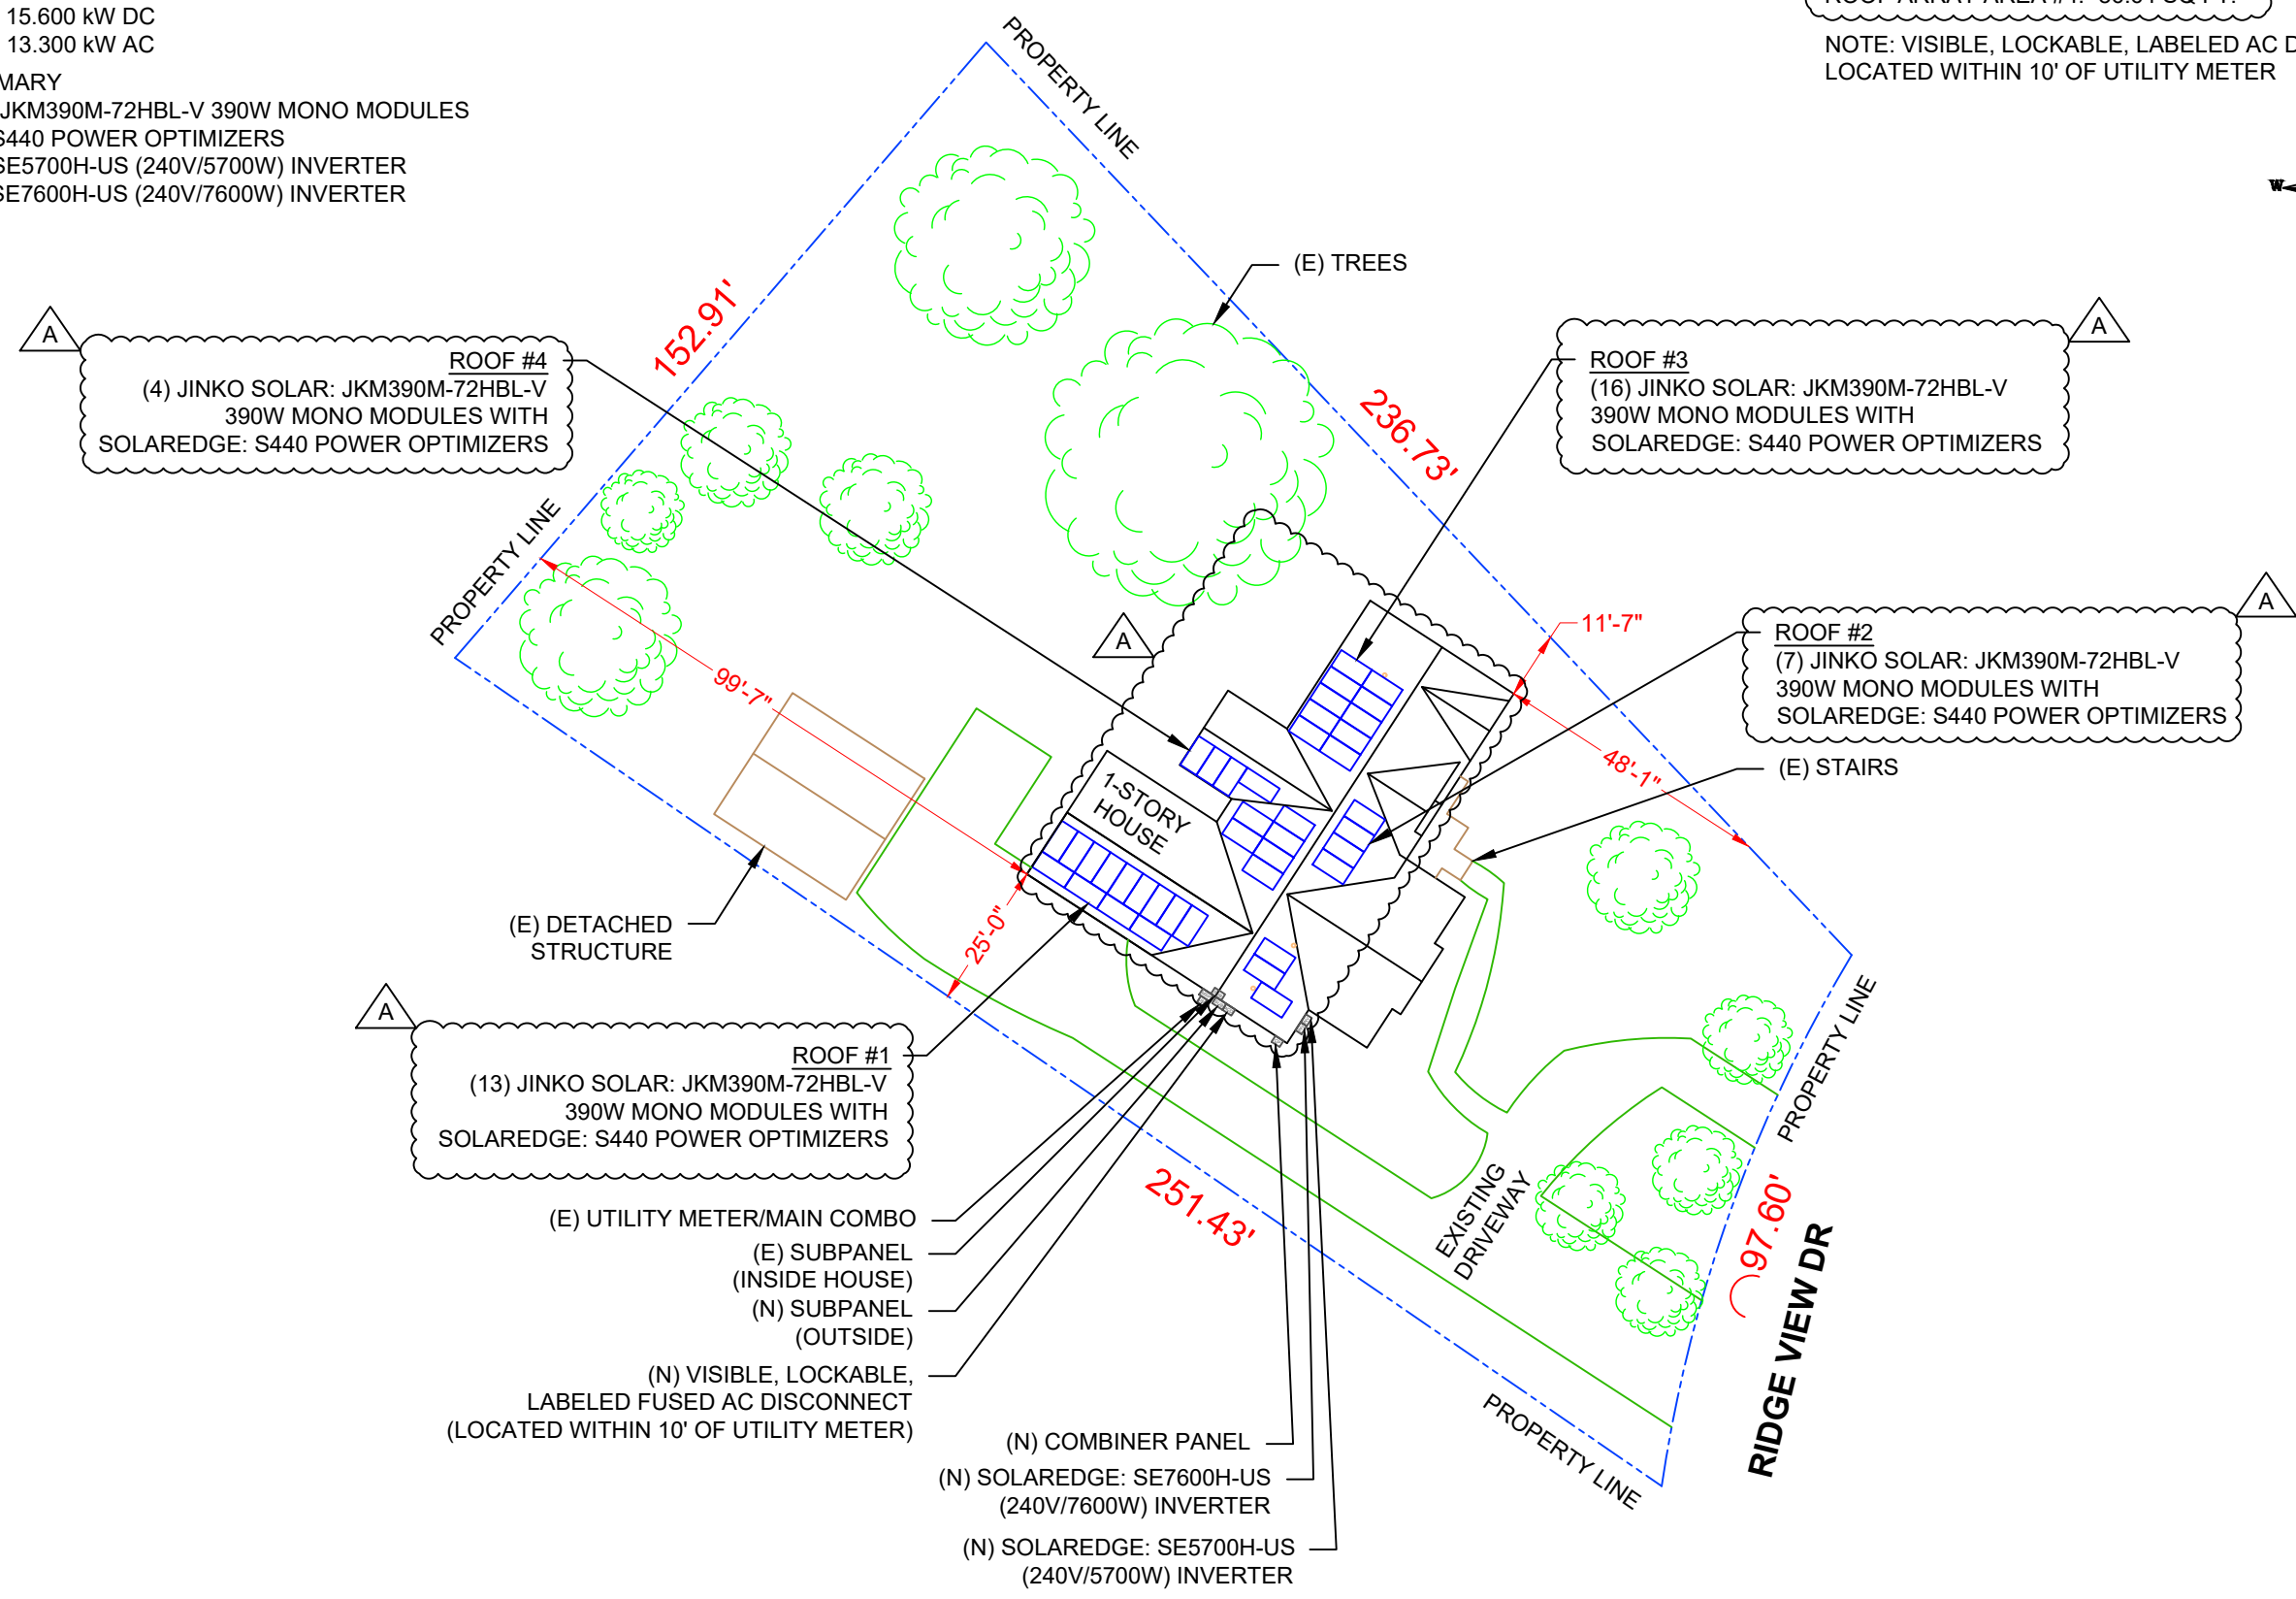 15.600 kW DC
13.300 kW AC
MARY
JKM390M-72HBL-V 390W MONO MODULES
S440 POWER OPTIMIZERS
SE5700H-US (240V/5700W) INVERTER
SE7600H-US (240V/7600W) INVERTER
NOTE: VISIBLE, LOCKABLE, LABELED AC D
LOCATED WITHIN 10' OF UTILITY METER
W
PROPERTY LINE
(E) TREES
152.91'
236.73'
A
ROOF #4
(4) JINKO SOLAR: JKM390M-72HBL-V
390W MONO MODULES WITH
SOLAREDGE: S440 POWER OPTIMIZERS
A
ROOF #3
(16) JINKO SOLAR: JKM390M-72HBL-V
390W MONO MODULES WITH
SOLAREDGE: S440 POWER OPTIMIZERS
PROPERTY LINE
99'-7"
A
11'-7"
A
ROOF #2
(7) JINKO SOLAR: JKM390M-72HBL-V
390W MONO MODULES WITH
SOLAREDGE: S440 POWER OPTIMIZERS
48'-1"
(E) STAIRS
1-STORY
HOUSE
(E) DETACHED
STRUCTURE
25'-0"
A
ROOF #1
(13) JINKO SOLAR: JKM390M-72HBL-V
390W MONO MODULES WITH
SOLAREDGE: S440 POWER OPTIMIZERS
PROPERTY LINE
(E) UTILITY METER/MAIN COMBO
(E) SUBPANEL
(INSIDE HOUSE)
(N) SUBPANEL
(OUTSIDE)
(N) VISIBLE, LOCKABLE,
LABELED FUSED AC DISCONNECT
(LOCATED WITHIN 10' OF UTILITY METER)
251.43'
EXISTING
DRIVEWAY
97.60'
RIDGE VIEW DR
PROPERTY LINE
(N) COMBINER PANEL
(N) SOLAREDGE: SE7600H-US
(240V/7600W) INVERTER
(N) SOLAREDGE: SE5700H-US
(240V/5700W) INVERTER